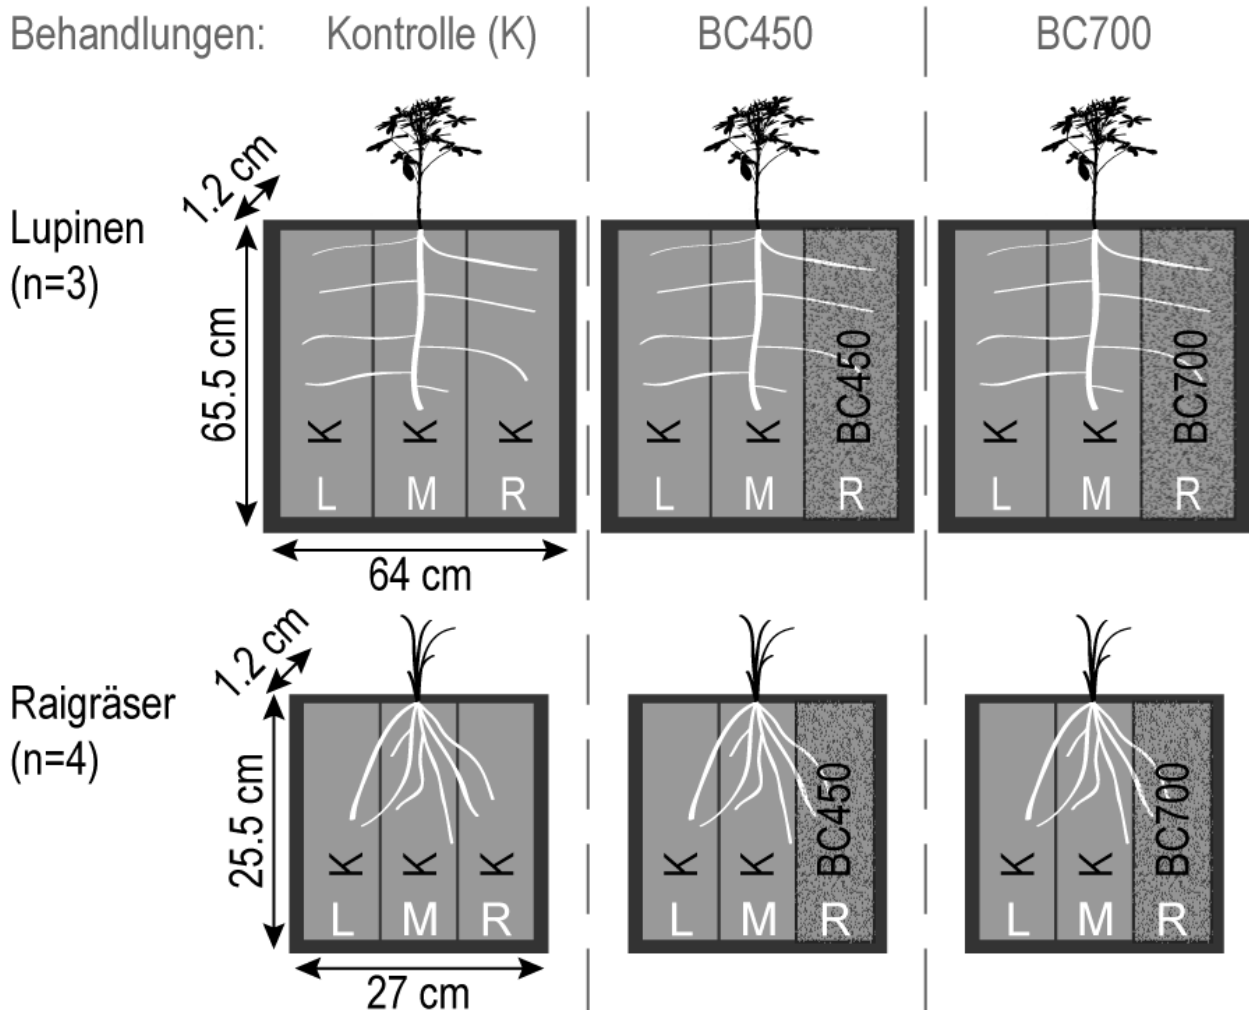 Behandlungen: Kontrolle (K) BC450 BC700
1.2 cm
Lupinen
(n=3)
65.5 cm
K K K
L M R
K K BC450
L M R
K K BC700
L M R
64 cm
1.2 cm
Raigräser
(n=4)
25.5 cm
K K K
L M R
K K BC450
L M R
K K BC700
L M R
27 cm